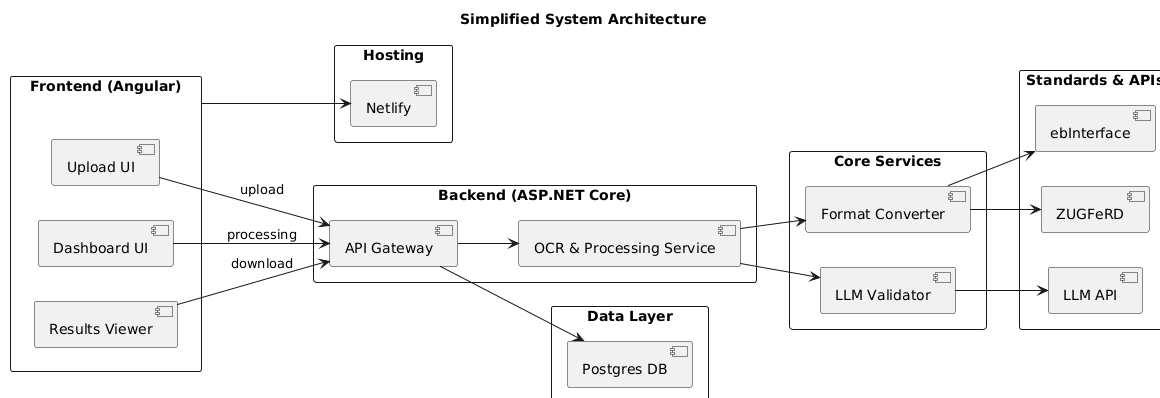 Simplified System Architecture
Hosting
Netlify
Frontend (Angular)
Upload UI
Dashboard UI
Results Viewer
upload
processing
download
Backend (ASP.NET Core)
API Gateway
OCR & Processing Service
Data Layer
Postgres DB
Core Services
Format Converter
LLM Validator
Standards & APIs
ebInterface
ZUGFeRD
LLM API